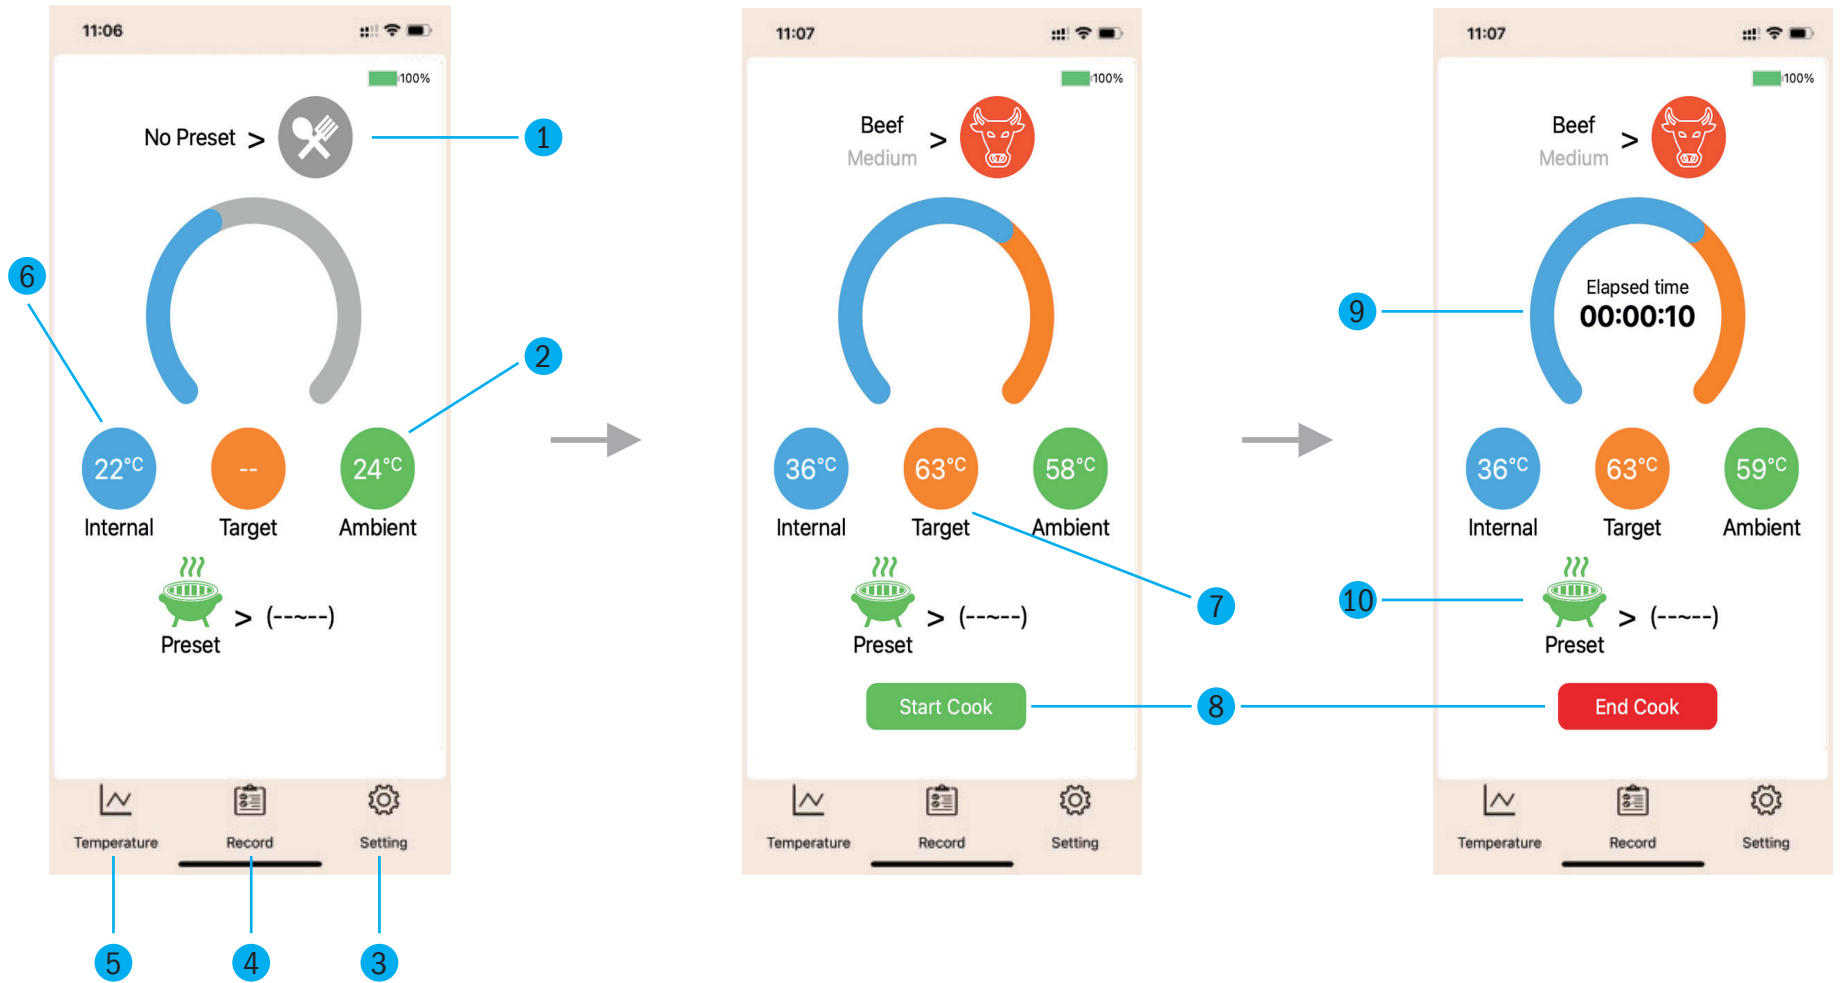 11:06
100%
No Preset >
1
6
2
22°C
--
24°C
Internal
Target
Ambient
Preset
> (--~--)
Temperature
Record
Setting
5
4
3
11:07
100%
Beef
Medium
>
36°C
63°C
58°C
Internal
Target
Ambient
7
Preset
> (--~--)
Start Cook
8
Temperature
Record
Setting
11:07
100%
Beef
Medium
>
9
Elapsed time
00:00:10
36°C
63°C
59°C
Internal
Target
Ambient
10
Preset
> (--~--)
End Cook
Temperature
Record
Setting